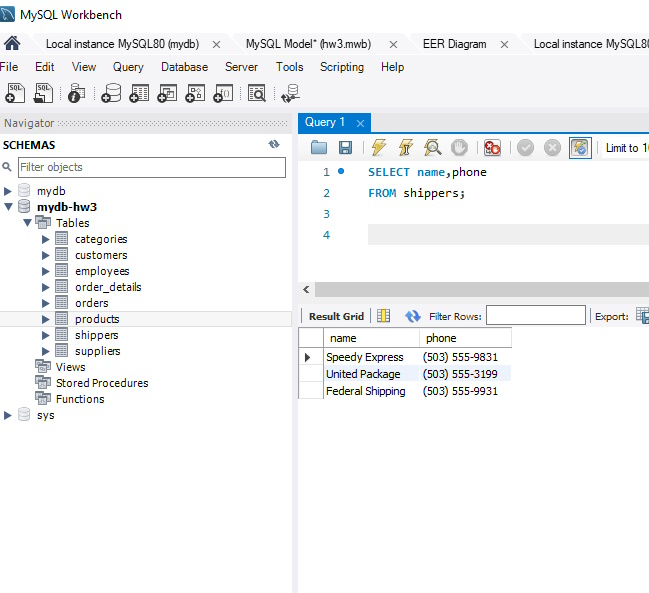 MySQL Workbench
Local instance MySQL80 (mydb) × MySQL Model* (hw3.mwb) × EER Diagram × Local instance MySQL80
File Edit View Query Database Server Tools Scripting Help
Navigator
SCHEMAS
Filter objects
mydb
mydb-hw3
Tables
categories
customers
employees
order_details
orders
products
shippers
suppliers
Views
Stored Procedures
Functions
sys
Query 1 ×
Limit to 10
1 SELECT name,phone
2 FROM shippers;
3
4
Result Grid Filter Rows: Export:
name phone
Speedy Express (503) 555-9831
United Package (503) 555-3199
Federal Shipping (503) 555-9931